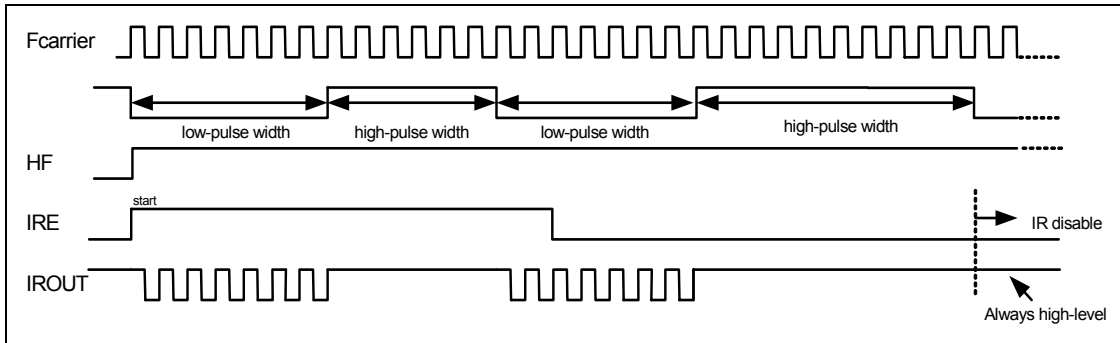 Fcarrier
low-pulse width high-pulse width low-pulse width high-pulse width
HF
start
IRE
IR disable
IROUT
Always high-level